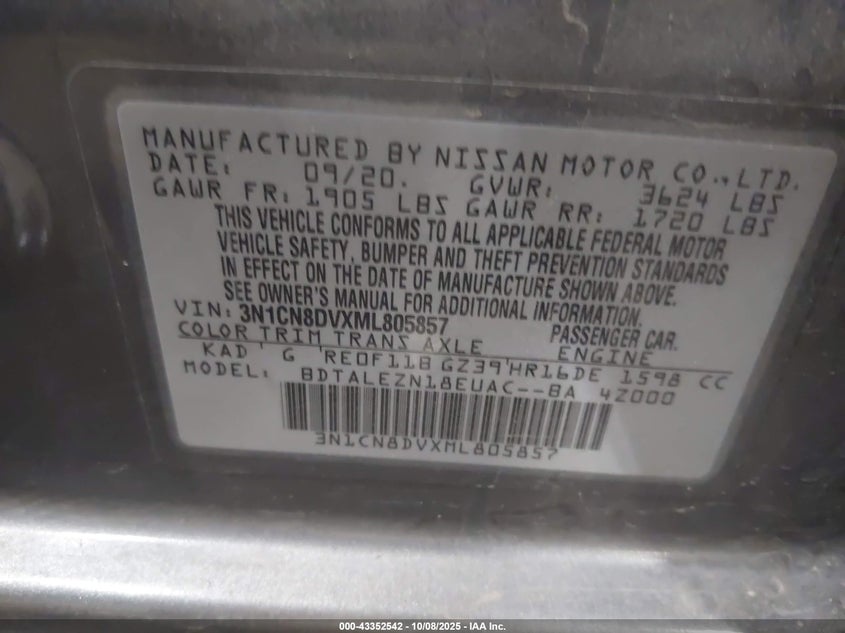 MANUFACTURED BY NISSAN MOTOR CO.,LTD.
DATE: 09/20. GVWR: 3624 LBS
GAWR FR: 1905 LBS GAWR RR: 1720 LBS
THIS VEHICLE CONFORMS TO ALL APPLICABLE FEDERAL MOTOR
VEHICLE SAFETY, BUMPER AND THEFT PREVENTION STANDARDS
IN EFFECT ON THE DATE OF MANUFACTURE SHOWN ABOVE.
SEE OWNER'S MANUAL FOR ADDITIONAL INFORMATION.
VIN: 3N1CN8DVXML805857 PASSENGER CAR.
COLOR TRIM TRANS AXLE ENGINE
KAD G RE0F11B GZ39 HR16DE 1598 CC
MODEL: BDTALEZN18EUAC--BA 4Z000
3N1CN8DVXML805857
000-43352542 - 10/08/2025 - IAA Inc.